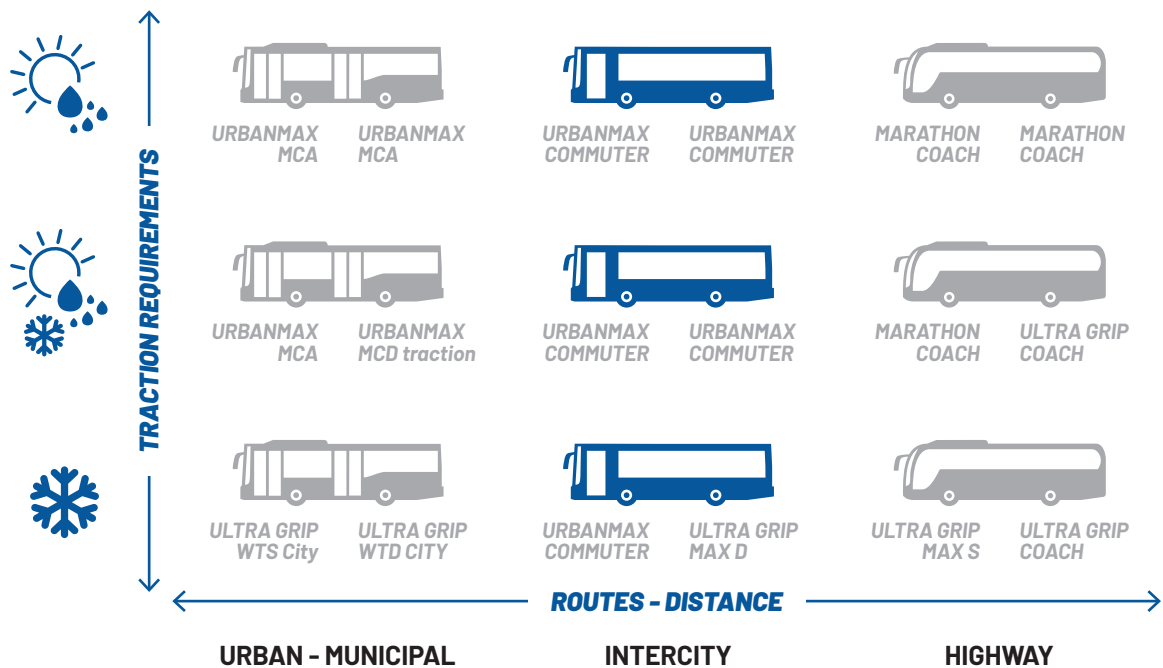 TRACTION REQUIREMENTS
URBANMAX
MCA
URBANMAX
MCA
URBANMAX
COMMUTER
URBANMAX
COMMUTER
MARATHON
COACH
MARATHON
COACH
URBANMAX
MCA
URBANMAX
MCD traction
URBANMAX
COMMUTER
URBANMAX
COMMUTER
MARATHON
COACH
ULTRA GRIP
COACH
ULTRA GRIP
WTS City
ULTRA GRIP
WTD CITY
URBANMAX
COMMUTER
ULTRA GRIP
MAX D
ULTRA GRIP
MAX S
ULTRA GRIP
COACH
ROUTES - DISTANCE
URBAN - MUNICIPAL
INTERCITY
HIGHWAY